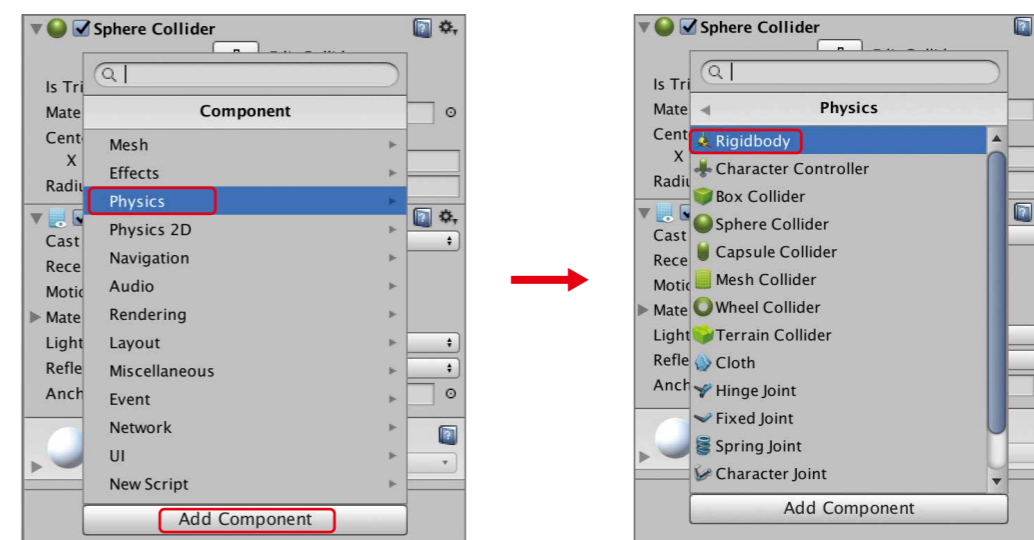 Sphere Collider
Is Tri
Mate
Cent
X
Radiu
Cast
Rece
Motio
Mate
Light
Refle
Anch
Component
Mesh
Effects
Physics
Physics 2D
Navigation
Audio
Rendering
Layout
Miscellaneous
Event
Network
UI
New Script
Add Component
Sphere Collider
Is Tri
Mate
Cent
X
Radiu
Cast
Rece
Motio
Mate
Light
Refle
Anch
Physics
Rigidbody
Character Controller
Box Collider
Sphere Collider
Capsule Collider
Mesh Collider
Wheel Collider
Terrain Collider
Cloth
Hinge Joint
Fixed Joint
Spring Joint
Character Joint
Add Component